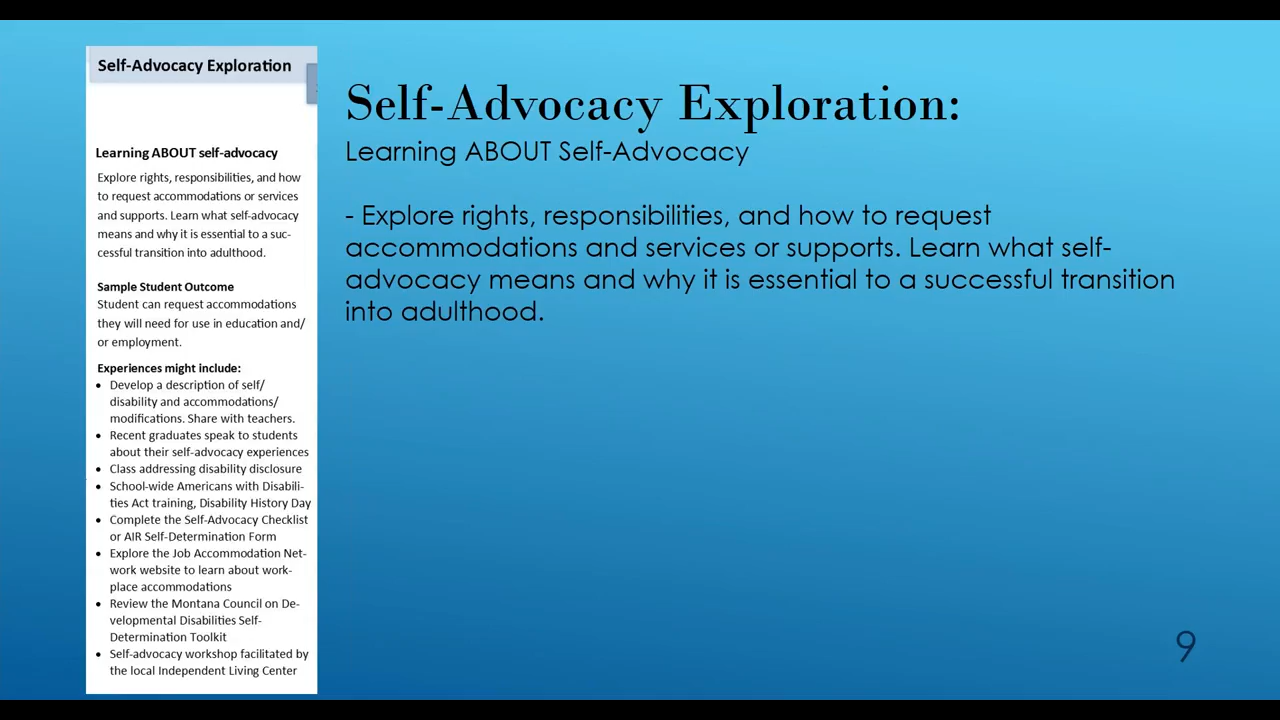 Self-Advocacy Exploration
Learning ABOUT self-advocacy
Explore rights, responsibilities, and how
to request accommodations or services
and supports. Learn what self-advocacy
means and why it is essential to a suc-
cessful transition into adulthood.
Sample Student Outcome
Student can request accommodations
they will need for use in education and/
or employment.
Experiences might include:
• Develop a description of self/
disability and accommodations/
modifications. Share with teachers.
• Recent graduates speak to students
about their self-advocacy experiences
• Class addressing disability disclosure
• School-wide Americans with Disabili-
ties Act training, Disability History Day
• Complete the Self-Advocacy Checklist
or AIR Self-Determination Form
• Explore the Job Accommodation Net-
work website to learn about work-
place accommodations
• Review the Montana Council on De-
velopmental Disabilities Self-
Determination Toolkit
• Self-advocacy workshop facilitated by
the local Independent Living Center
Self-Advocacy Exploration:
Learning ABOUT Self-Advocacy
- Explore rights, responsibilities, and how to request
accommodations and services or supports. Learn what self-
advocacy means and why it is essential to a successful transition
into adulthood.
9